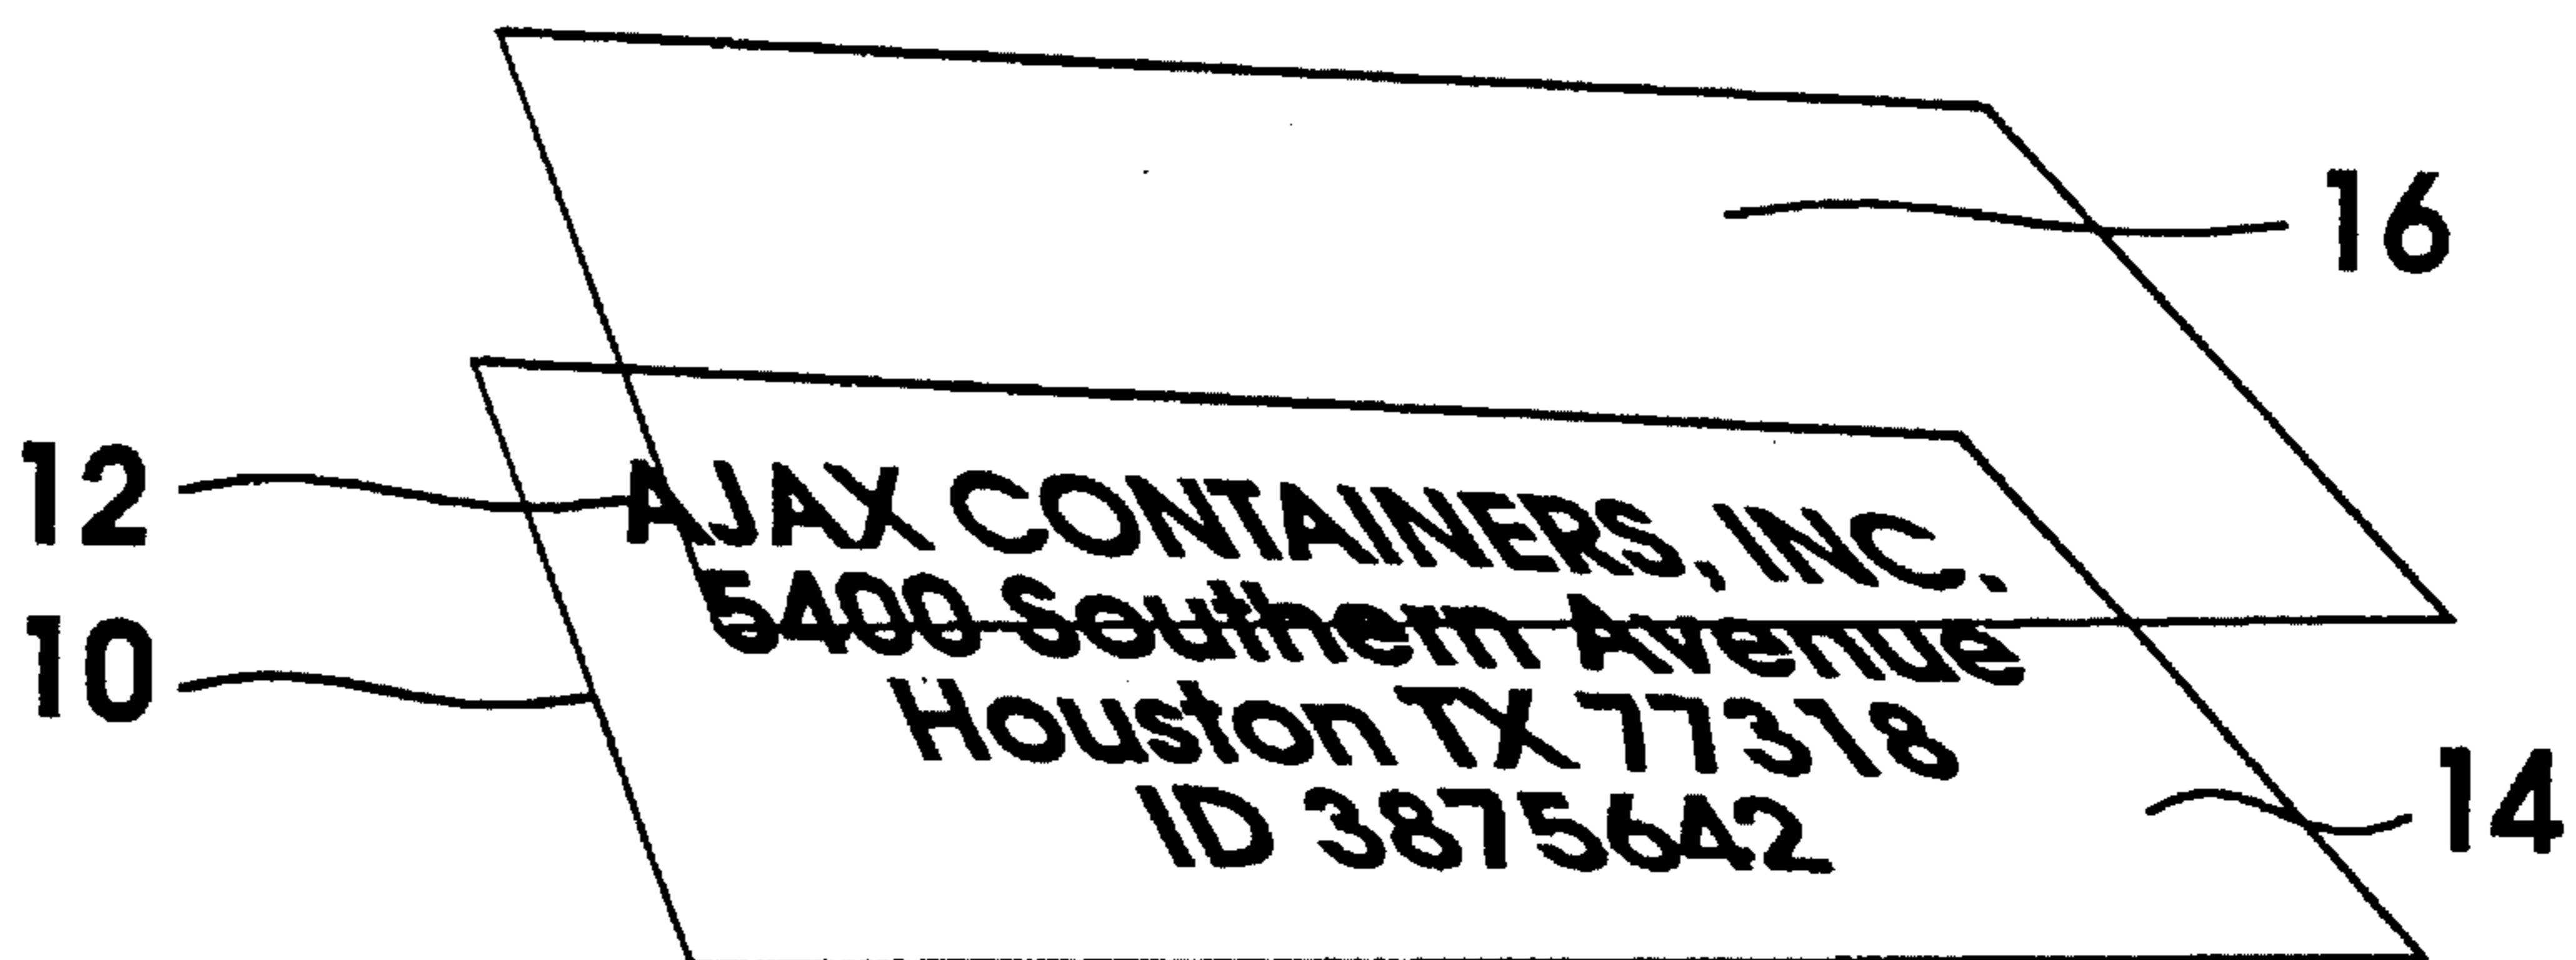 16
12
AJAX CONTAINERS, INC.
5400 Southern Avenue
10
Houston TX 77318
14
ID 3875642